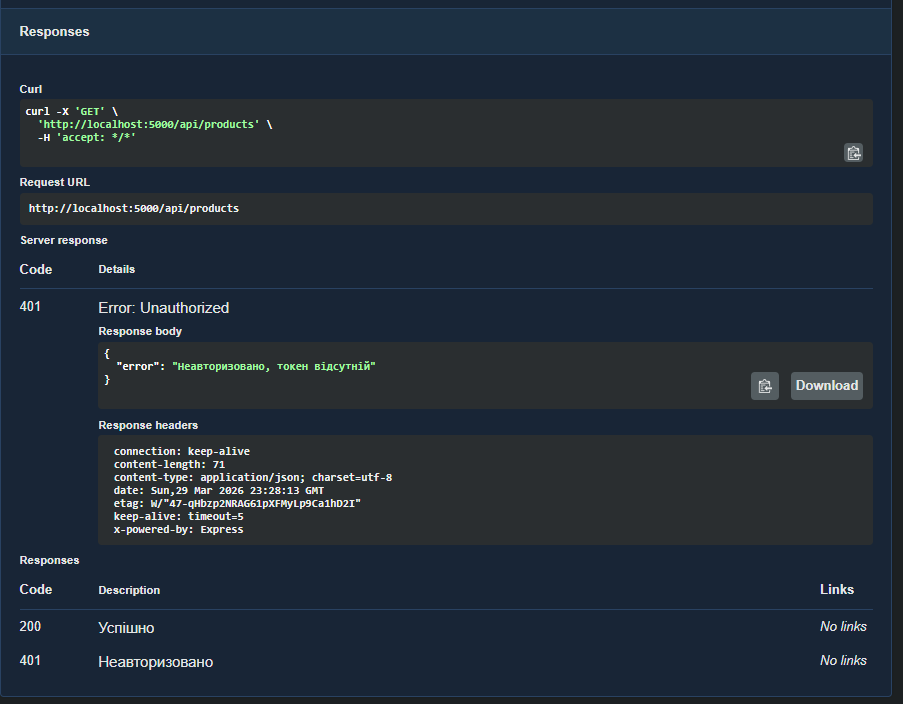 Responses
Curl
curl -X 'GET' \
  'http://localhost:5000/api/products' \
  -H 'accept: */*'
Request URL
http://localhost:5000/api/products
Server response
Code Details
401 Error: Unauthorized
Response body
{
  "error": "Неавторизовано, токен відсутній"
}
Download
Response headers
connection: keep-alive
content-length: 71
content-type: application/json; charset=utf-8
date: Sun,29 Mar 2026 23:28:13 GMT
etag: W/"47-qHbzp2NRAG61pXFMyLp9Ca1hD2I"
keep-alive: timeout=5
x-powered-by: Express
Responses
Code Description Links
200 Успішно No links
401 Неавторизовано No links